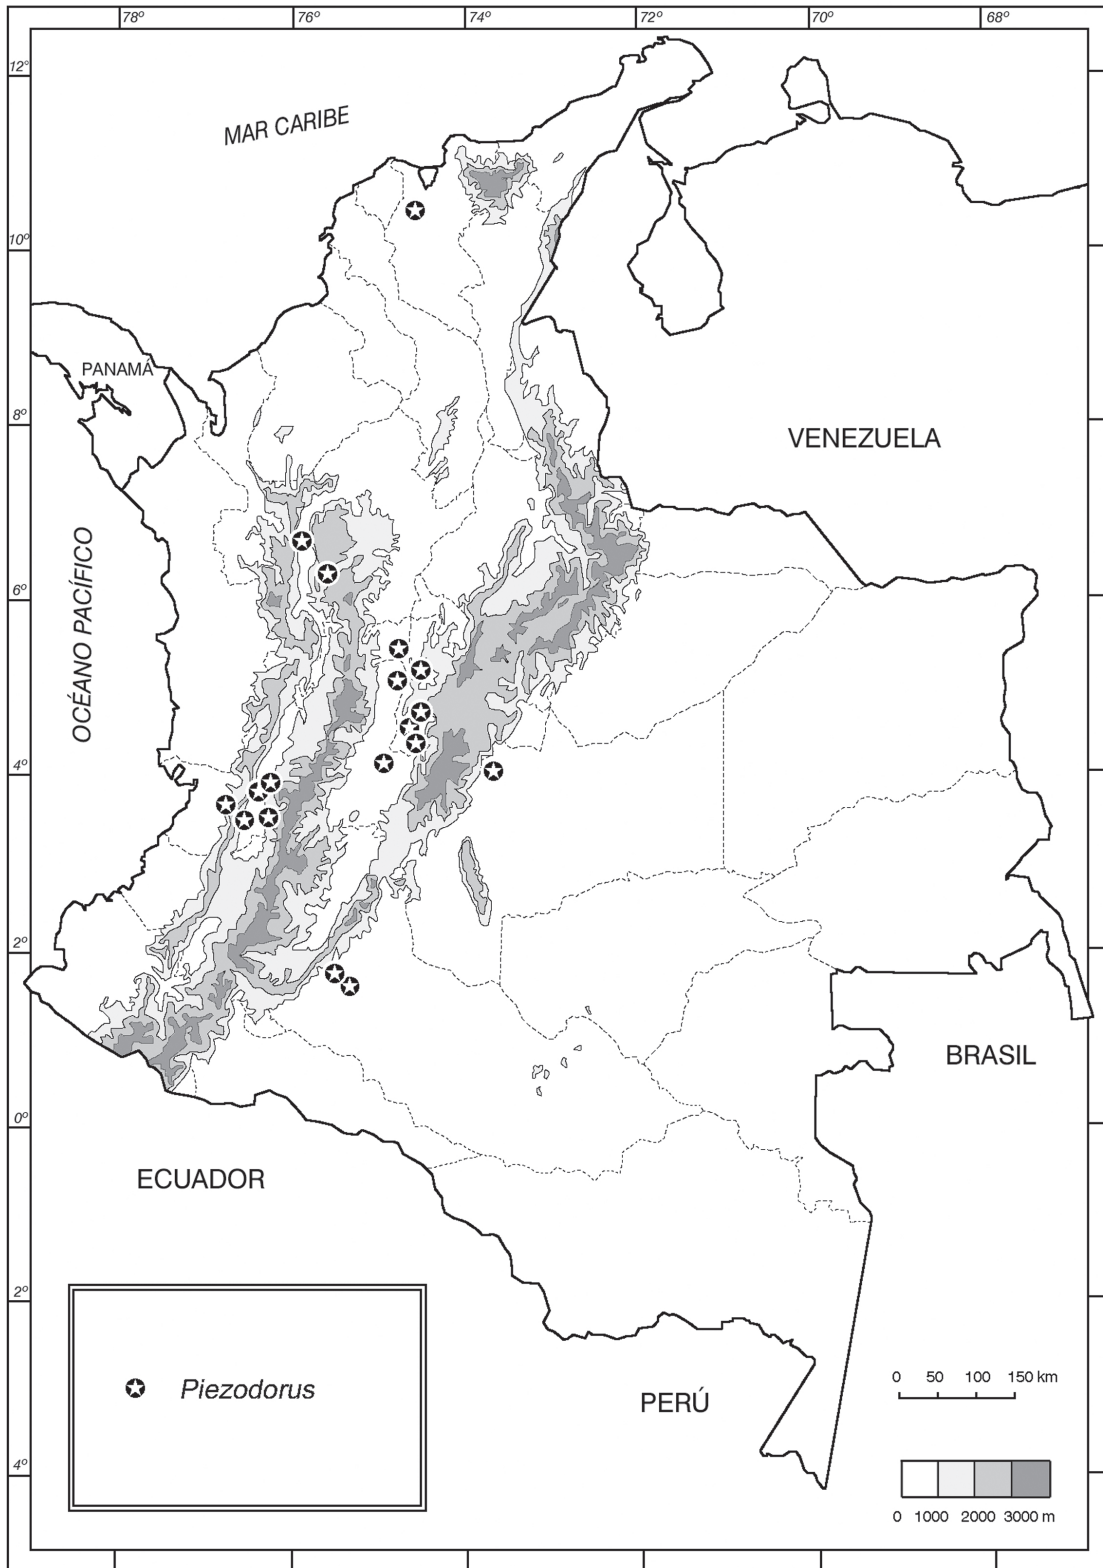 78º 76º 74º 72º 70º 68º
12º
MAR CARIBE
10º
PANAMÁ
8º
VENEZUELA
OCÉANO PACÍFICO
6º
4º
2º
BRASIL
0º
ECUADOR
2º
0 50 100 150 km
Piezodorus
PERÚ
4º
0 1000 2000 3000 m